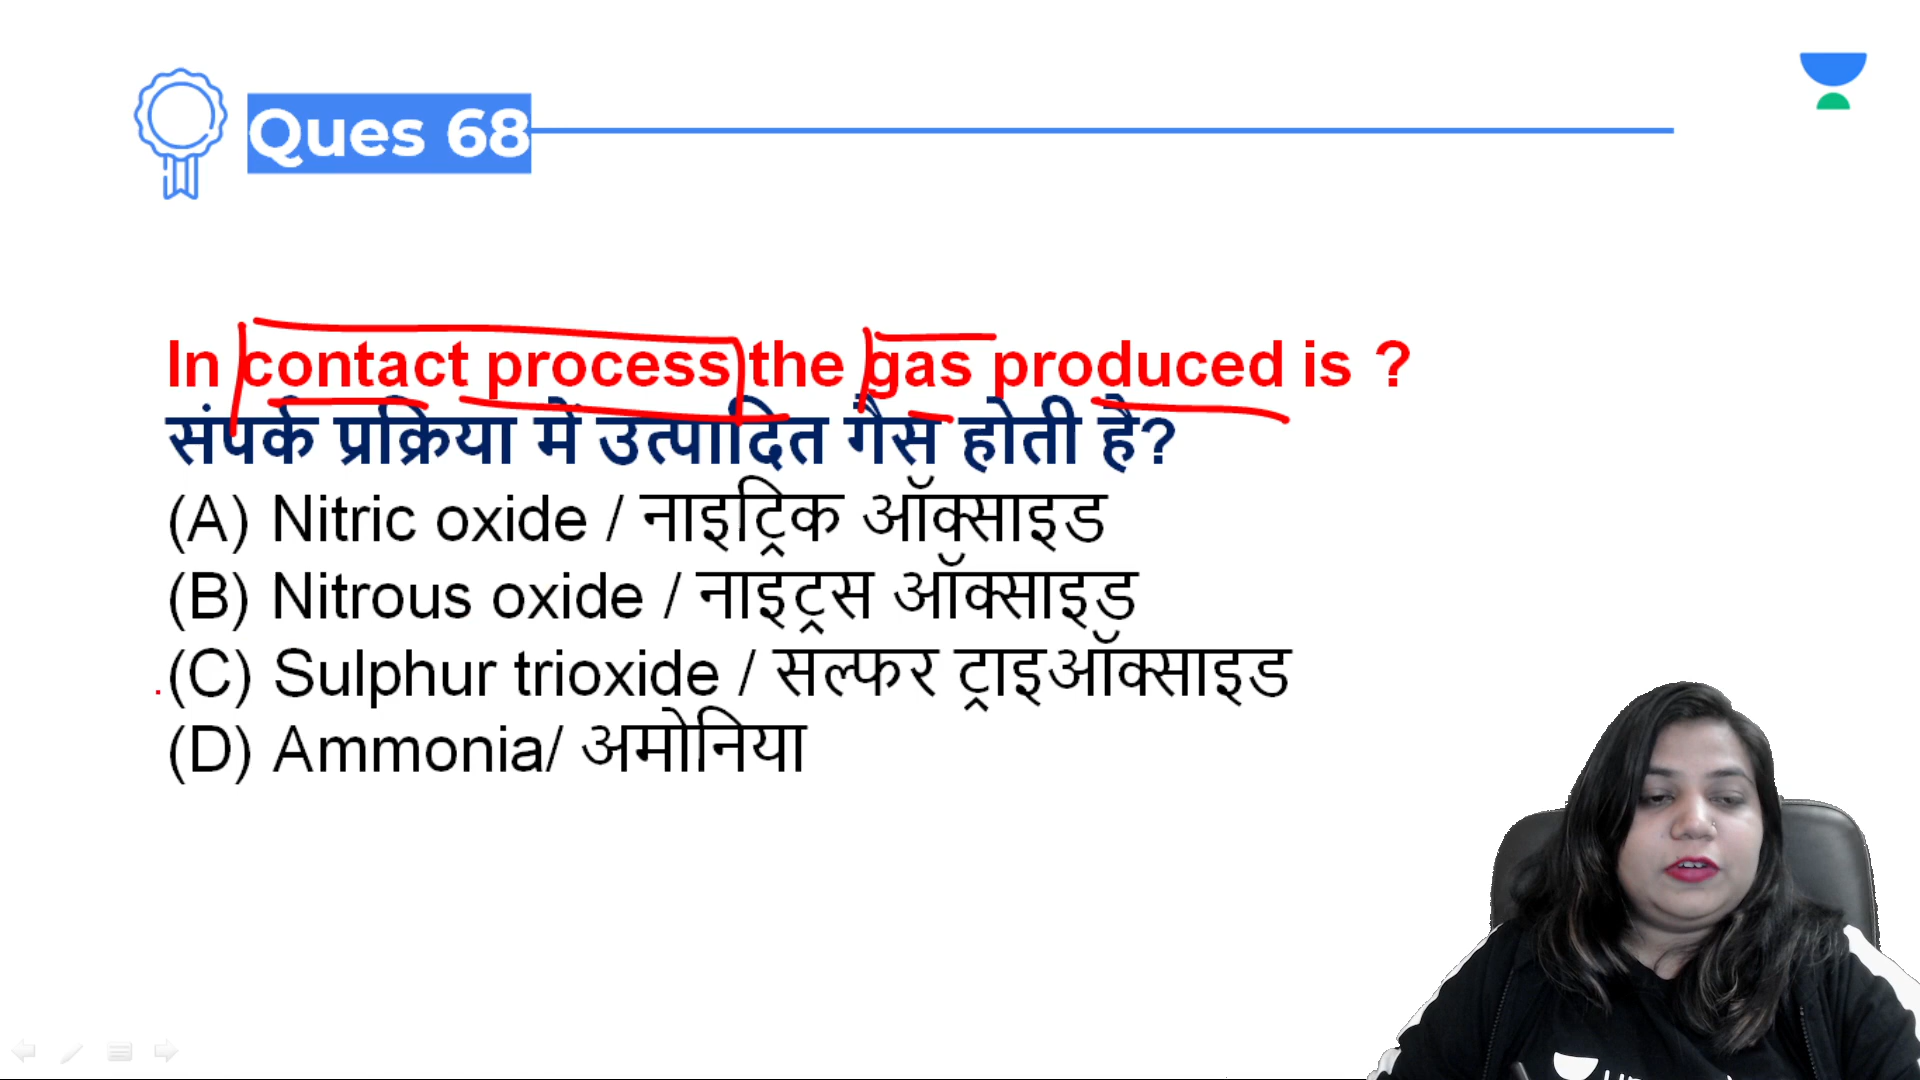 Ques 68
In contact process the gas produced is ?
संपर्क प्रक्रिया में उत्पादित गैस होती है?
(A) Nitric oxide / नाइट्रिक ऑक्साइड
(B) Nitrous oxide / नाइट्रस ऑक्साइड
(C) Sulphur trioxide / सल्फर ट्राइऑक्साइड
(D) Ammonia/ अमोनिया